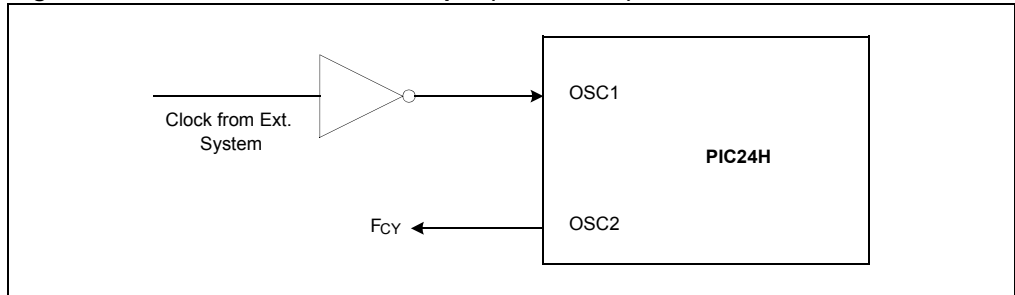 Clock from Ext.
System
OSC1
PIC24H
FCY
OSC2